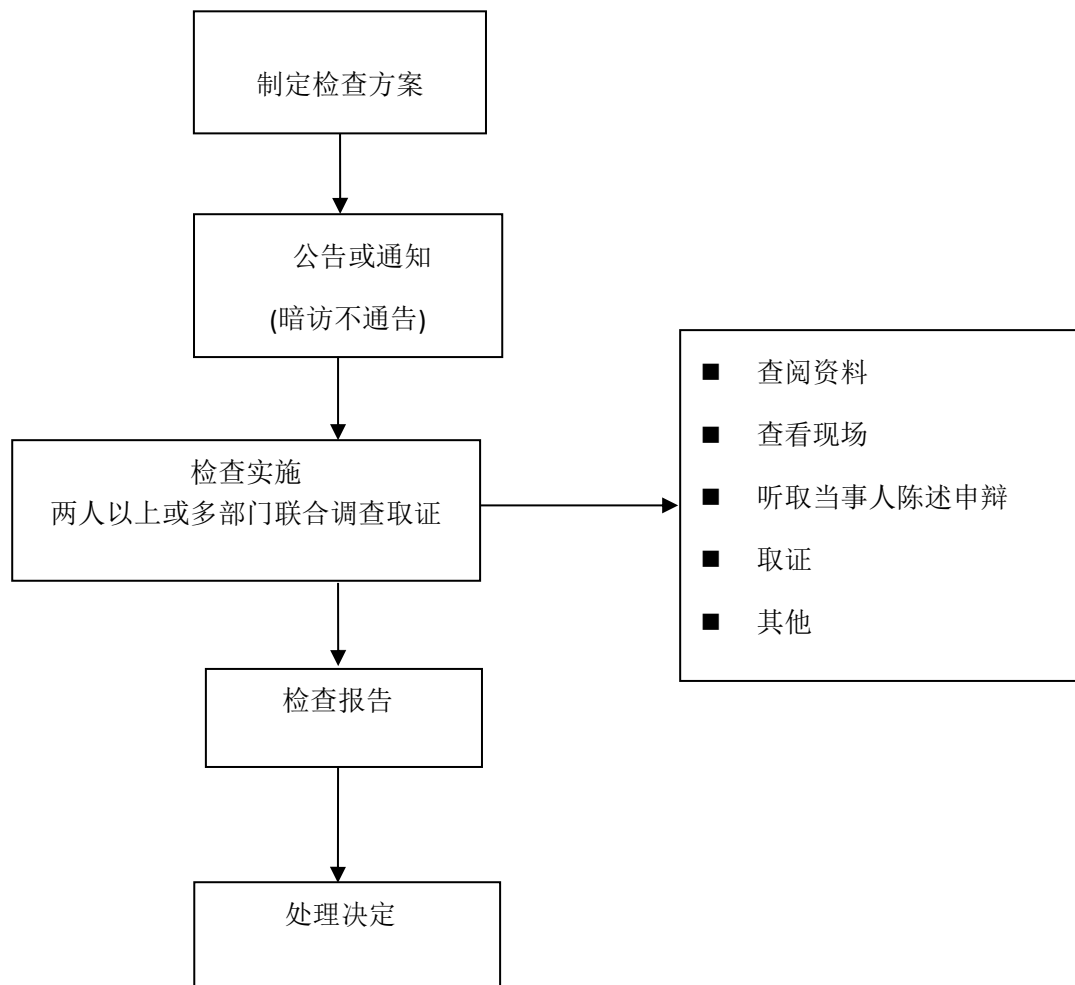 制定检查方案
公告或通知
(暗访不通告)
检查实施
两人以上或多部门联合调查取证
■ 查阅资料
■ 查看现场
■ 听取当事人陈述申辩
■ 取证
■ 其他
检查报告
处理决定